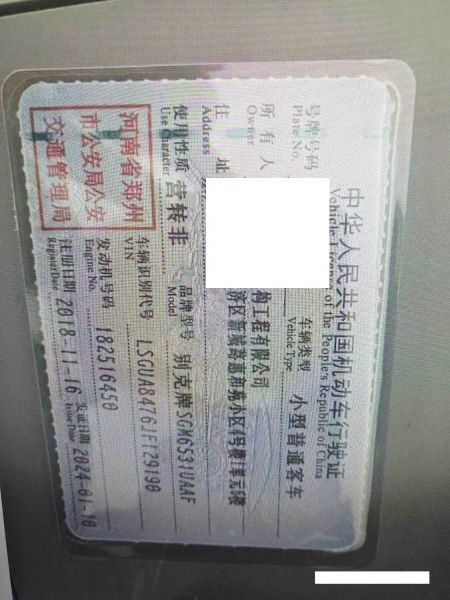 中华人民共和国机动车行驶证
Vehicle License of the People's Republic of China
号牌号码
Plate No.
车辆类型
Vehicle Type
小型普通客车
所有人
Owner
工程有限公司
住址
Address
济区新城路惠和苑小区4号楼1单元6楼
使用性质
Use Character
营转非
品牌型号
Model
别克牌SGM6531UAAF
河南省郑州
市公安局公安
交通管理局
车辆识别代号
VIN
LSGUA84761F129190
发动机号码
Engine No.
182516450
注册日期
Register Date
2018-11-16
发证日期
Issue Date
2024-01-10